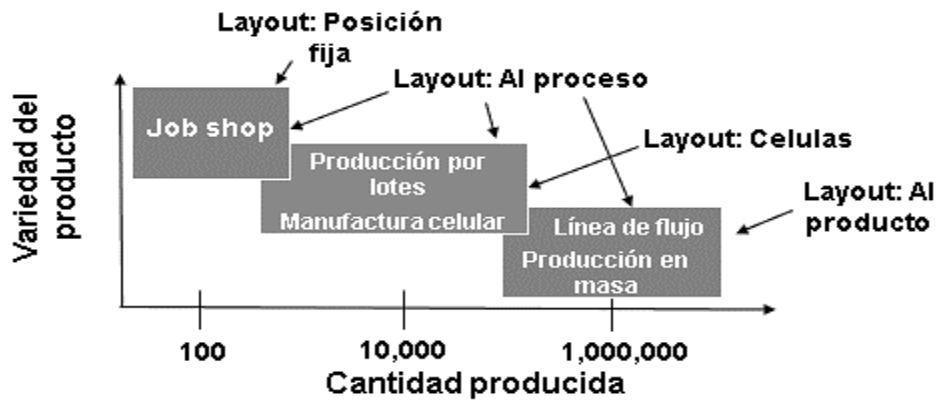 Layout: Posición
fija
Layout: Al proceso
Job shop
Layout: Celulas
Producción por
lotes
Manufactura celular
Layout: Al
producto
Línea de flujo
Producción en
masa
Variedad del
producto
100
10,000
1,000,000
Cantidad producida